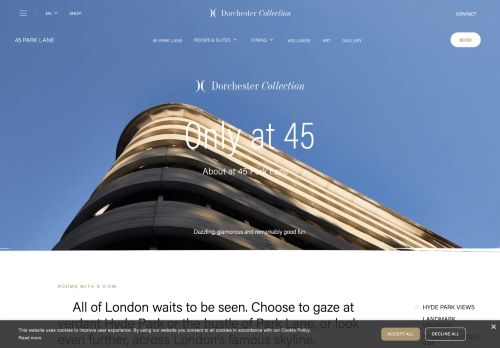 EN
SHOP
Dorchester Collection
CONTACT
45 PARK LANE
45 PARK LANE
ROOMS & SUITES
DINING
WELLNESS
ART
GALLERY
BOOK
Dorchester Collection
Only at 45
About at 45 Park Lane
Dazzling, glamorous and remarkably good fun
ROOMS WITH A VIEW
All of London waits to be seen. Choose to gaze at
verdant Hyde Park or the bustle of Park Lane, or look
even further, across London's famous skyline.
HYDE PARK VIEWS
LANDMARK
This website uses cookies to improve user experience. By using our website you consent to all cookies in accordance with our Cookie Policy.
Read more
ACCEPT ALL
DECLINE ALL